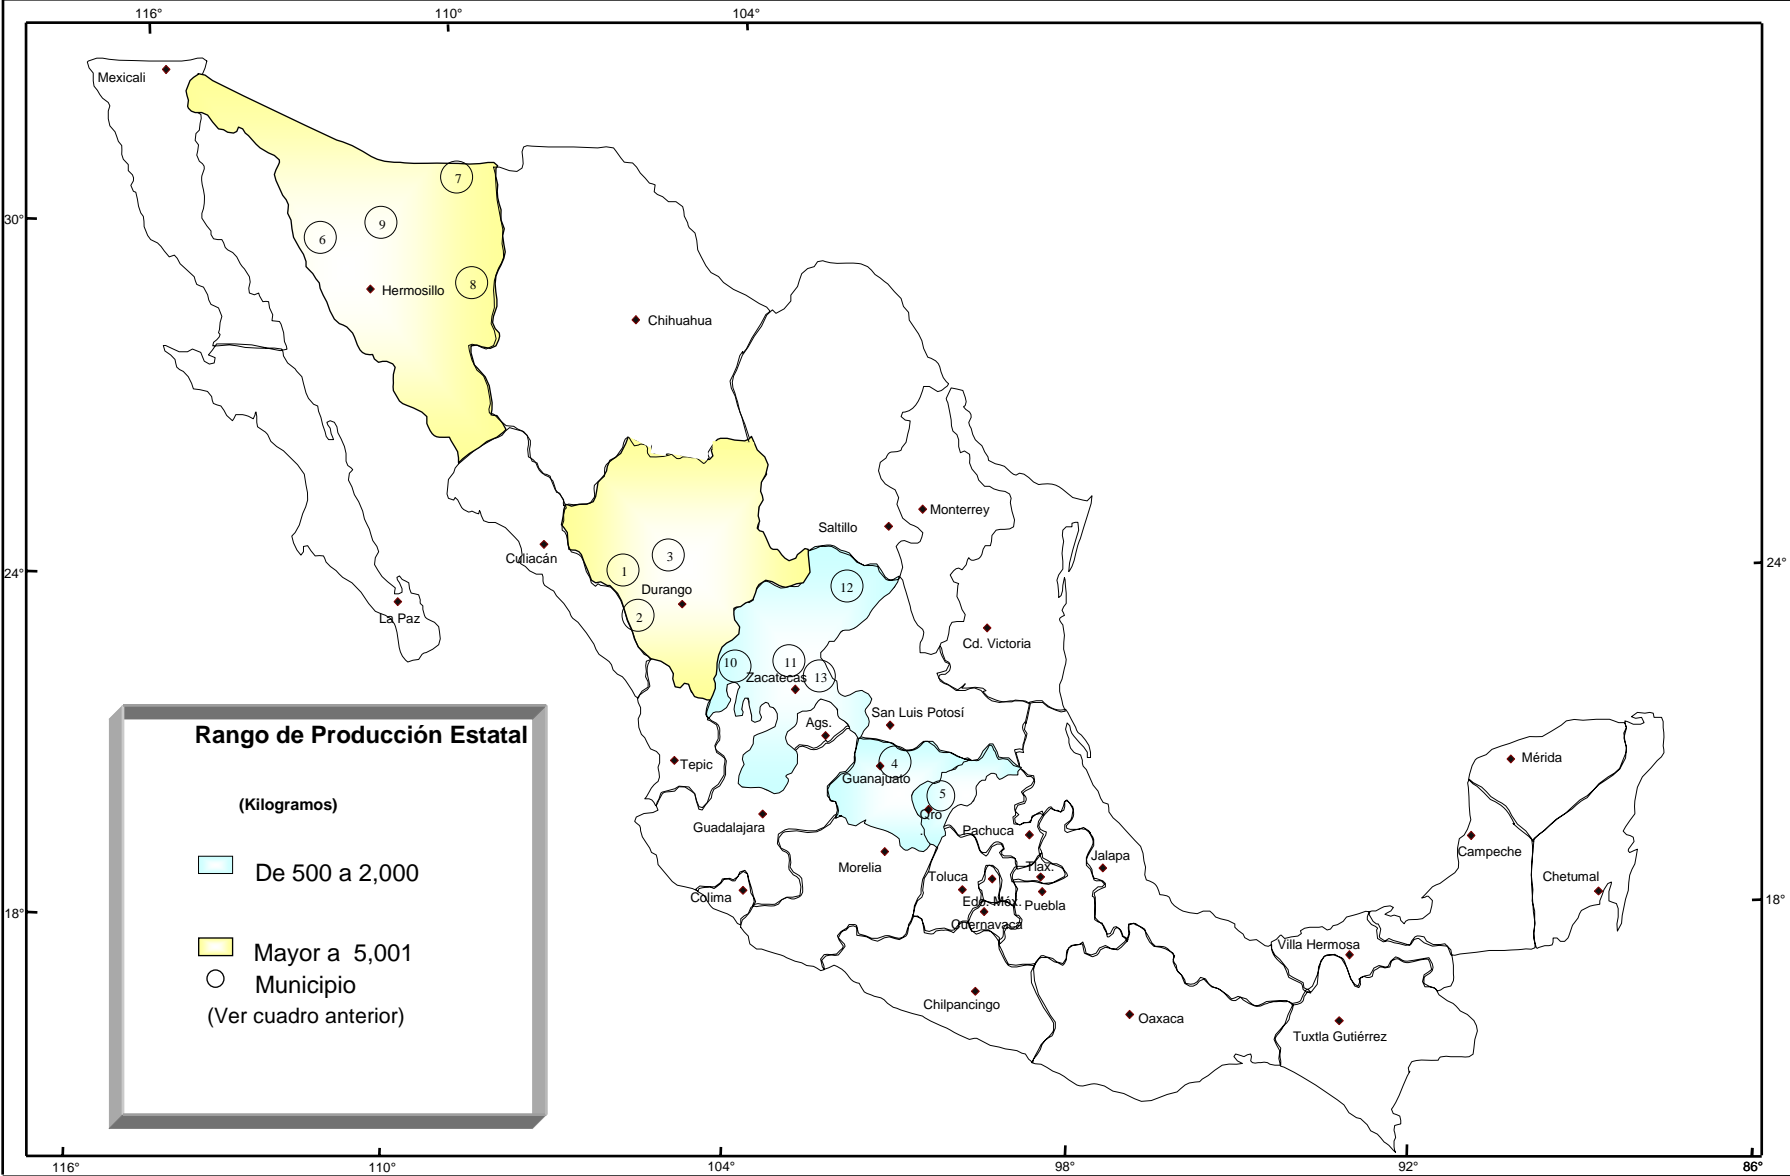 116°
110°
104°
Mexicali
7
30°
9
6
8
Hermosillo
Chihuahua
Monterrey
Saltillo
Culiacán
3
24°
1
24°
12
Durango
La Paz
2
Cd. Victoria
10
11
Zacatecas
13
San Luis Potosí
Ags.
Rango de Producción Estatal
Mérida
Tepic
4
Guanajuato
(Kilogramos)
5
Qro
.
Guadalajara
Pachuca
Campeche
Jalapa
De 500 a 2,000
Morelia
Tlax.
Toluca
Chetumal
Colima
Edo. Méx.
Puebla
18°
18°
Cuernavaca
Villa Hermosa
Mayor a 5,001
Municipio
Chilpancingo
(Ver cuadro anterior)
Oaxaca
Tuxtla Gutiérrez
116°
110°
104°
98°
92°
86°